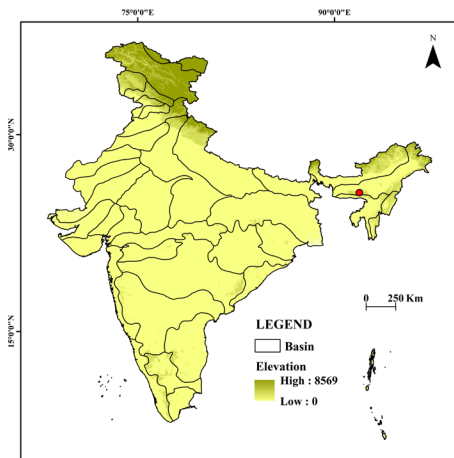 75°0'0"E
90°0'0"E
N
30°0'0"N
15°0'0"N
0 250 Km
LEGEND
Basin
Elevation
High : 8569
Low : 0